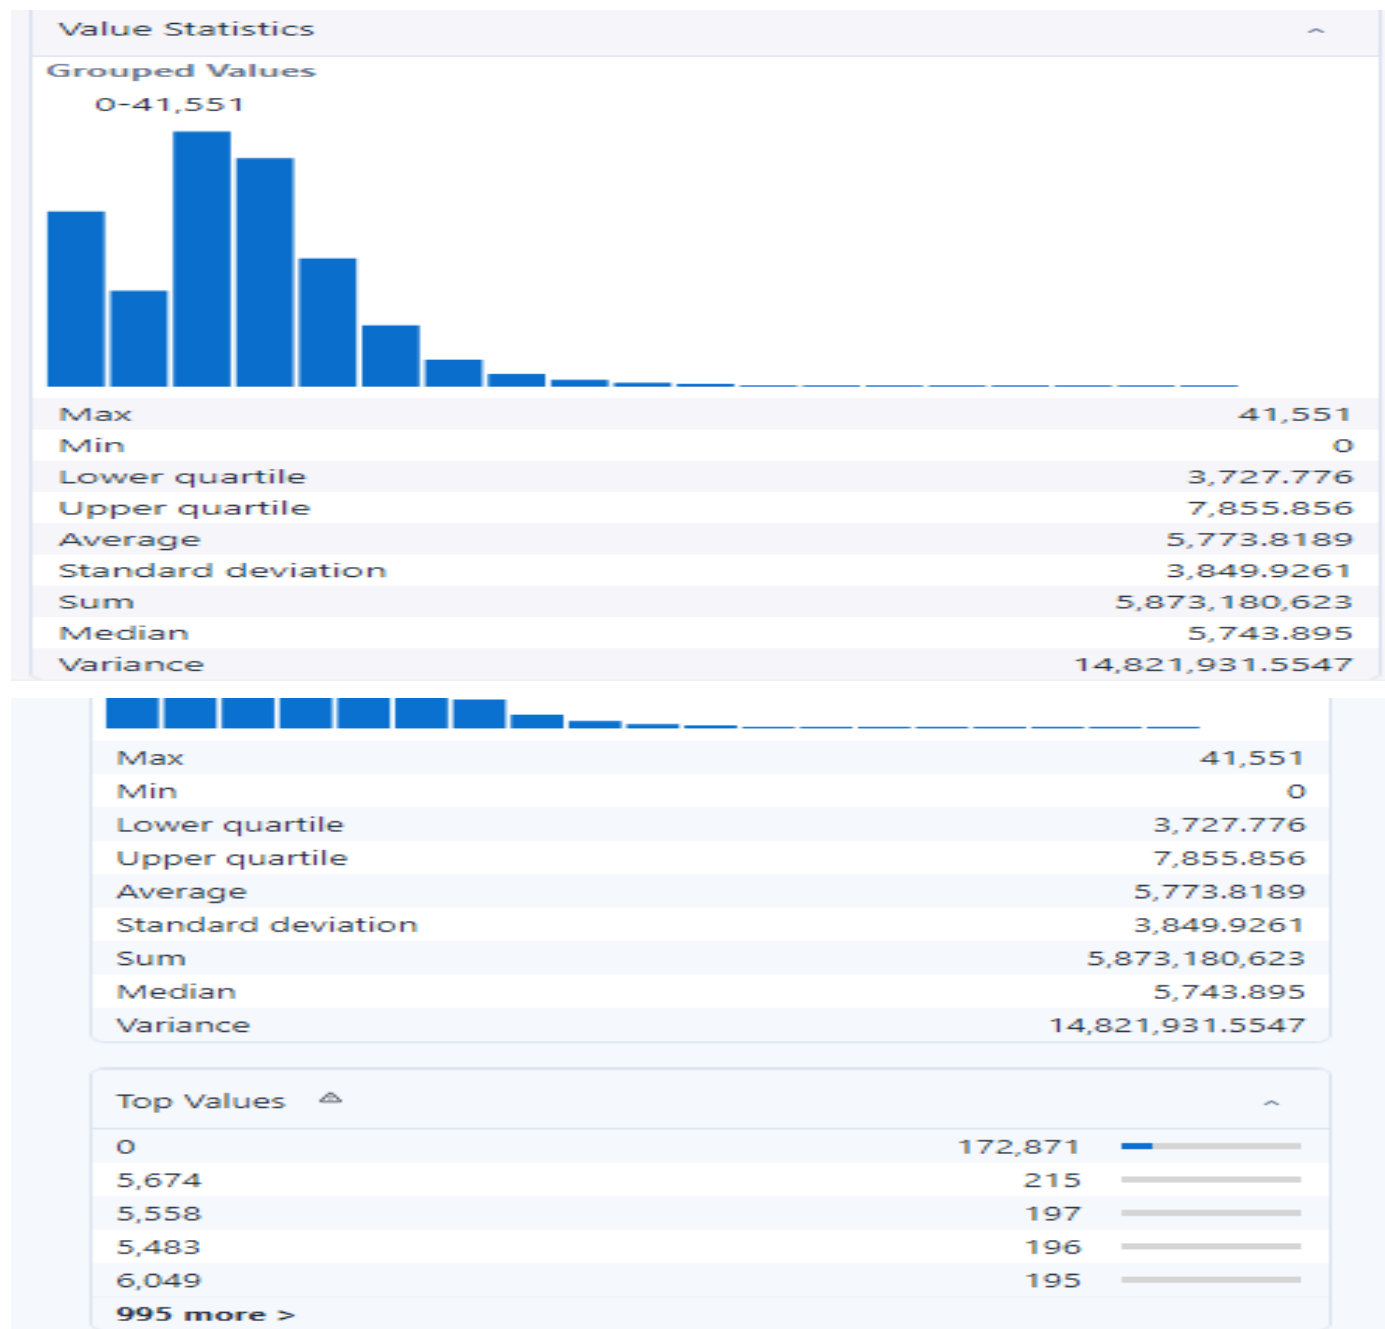 Value Statistics
Grouped Values
0-41,551
Max 41,551
Min 0
Lower quartile 3,727.776
Upper quartile 7,855.856
Average 5,773.8189
Standard deviation 3,849.9261
Sum 5,873,180,623
Median 5,743.895
Variance 14,821,931.5547
Max 41,551
Min 0
Lower quartile 3,727.776
Upper quartile 7,855.856
Average 5,773.8189
Standard deviation 3,849.9261
Sum 5,873,180,623
Median 5,743.895
Variance 14,821,931.5547
Top Values
0 172,871
5,674 215
5,558 197
5,483 196
6,049 195
995 more >